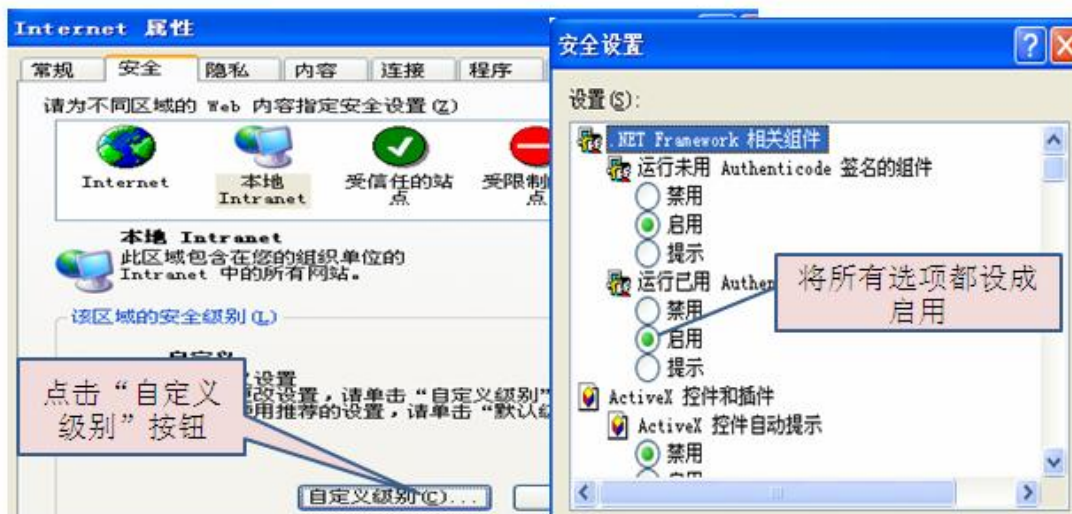 Internet 属性
常规 安全 隐私 内容 连接 程序
请为不同区域的 Web 内容指定安全设置(Z)
Internet
本地
Intranet
受信任的站
点
受限制
点
本地 Intranet
此区域包含在您的组织单位的
Intranet 中的所有网站。
该区域的安全级别(L)
自定义
设置
更改设置，请单击“自定义级别”
使用推荐的设置，请单击“默认级
点击“自定义
级别”按钮
自定义级别(C)...
安全设置
设置(S):
.NET Framework 相关组件
运行未用 Authenticode 签名的组件
禁用
启用
提示
运行已用 Authen
禁用
启用
提示
将所有选项都设成
启用
ActiveX 控件和插件
ActiveX 控件自动提示
禁用